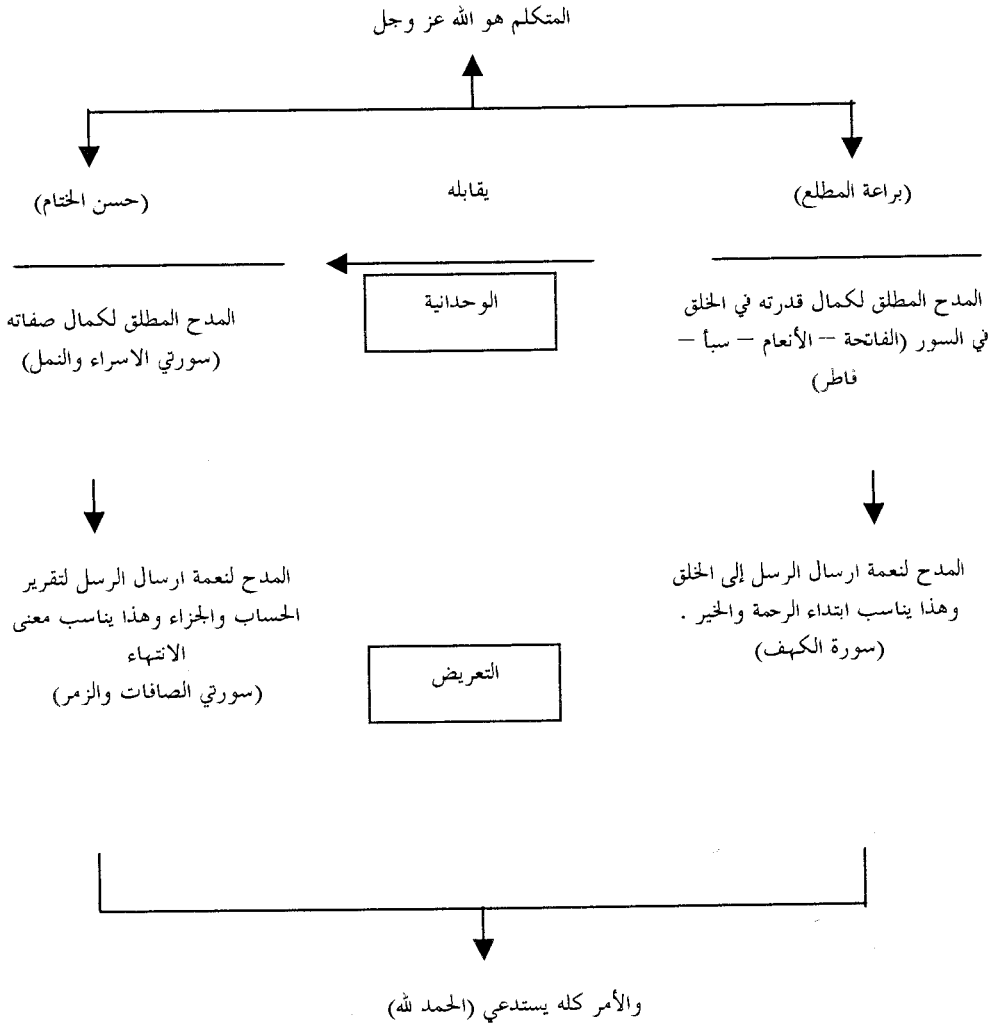 المتكلم هو الله عز وجل
(براعة المطلع)
يقابله
(حسن الختام)
المدح المطلق لكمال قدرته في الخلق
في السور (الفاتحة -- الأنعام – سبأ –
فاطر)
الوحدانية
المدح المطلق لكمال صفاته
(سورتي الاسراء والنمل)
المدح لنعمة ارسال الرسل إلى الخلق
وهذا يناسب ابتداء الرحمة والخير .
(سورة الكهف)
التعريض
المدح لنعمة ارسال الرسل لتقرير
الحساب والجزاء وهذا يناسب معنى
الانتهاء
(سورتي الصافات والزمر)
والأمر كله يستدعي (الحمد لله)